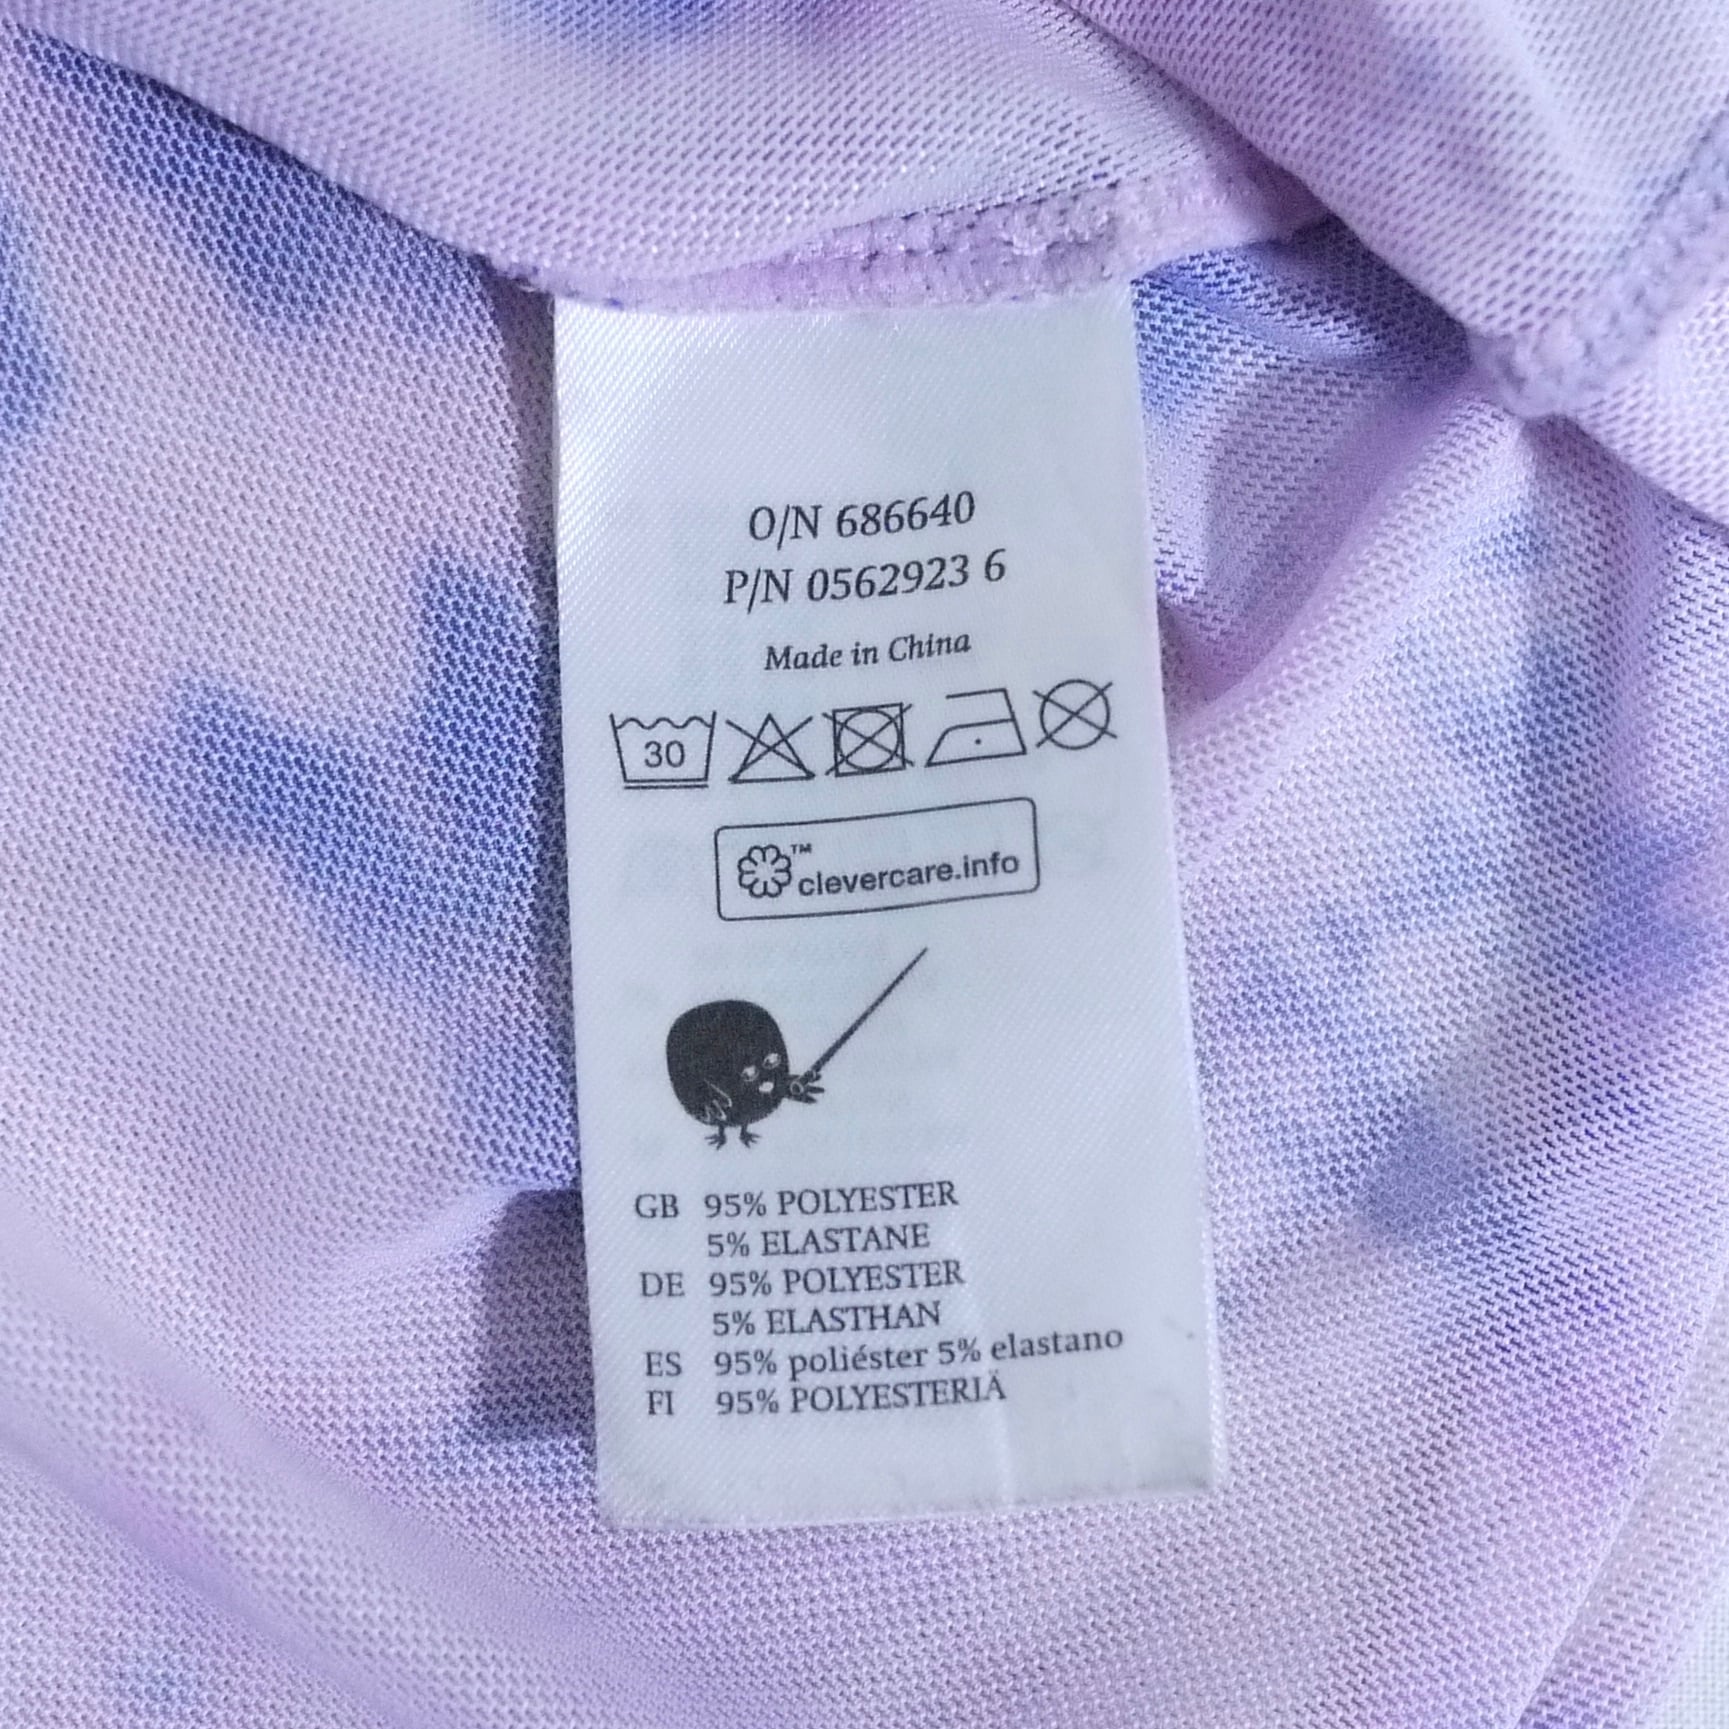 O/N 686640
P/N 0562923 6
Made in China
30
™ clevercare.info
GB 95% POLYESTER
5% ELASTANE
DE 95% POLYESTER
5% ELASTHAN
ES 95% poliéster 5% elastano
FI 95% POLYESTERIÄ